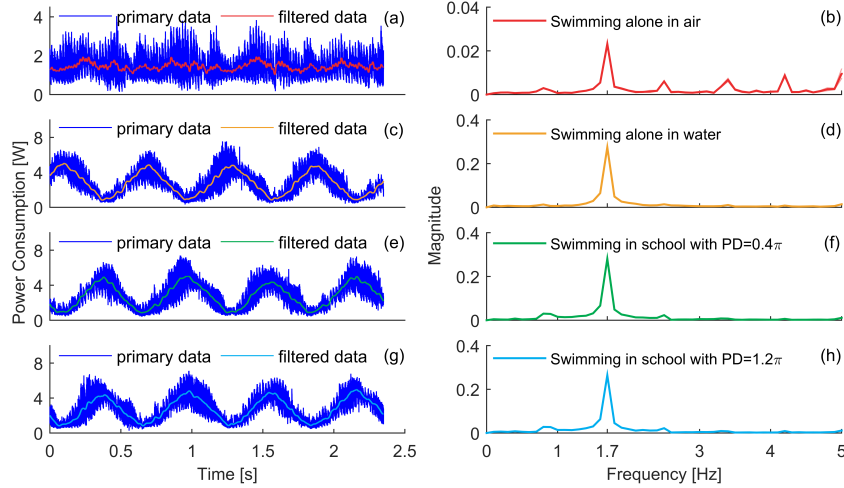 primary data filtered data (a)
4
2
0
Swimming alone in air (b)
0.04
0.02
0
primary data filtered data (c)
8
4
0
Swimming alone in water (d)
0.4
0.2
0
primary data filtered data (e)
8
4
0
Swimming in school with PD=0.4π (f)
0.4
0.2
0
primary data filtered data (g)
8
4
0
0 0.5 1 1.5 2 2.5
Time [s]
Power Consumption [W]
Swimming in school with PD=1.2π (h)
0.4
0.2
0
0 1 1.7 3 4 5
Frequency [Hz]
Magnitude